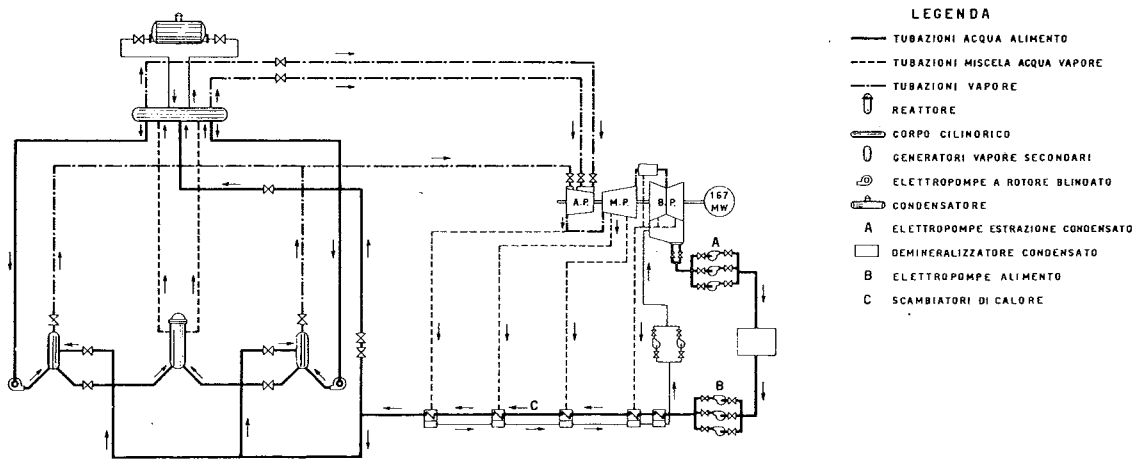 LEGENDA
TUBAZIONI ACQUA ALIMENTO
TUBAZIONI MISCELA ACQUA VAPORE
TUBAZIONI VAPORE
REATTORE
CORPO CILINDRICO
GENERATORI VAPORE SECONDARI
ELETTROPOMPE A ROTORE BLINDATO
CONDENSATORE
A ELETTROPOMPE ESTRAZIONE CONDENSATO
DEMINERALIZZATORE CONDENSATO
B ELETTROPOMPE ALIMENTO
C SCAMBIATORI DI CALORE
A.P. M.P. B.P. 167 MW
A
B
C